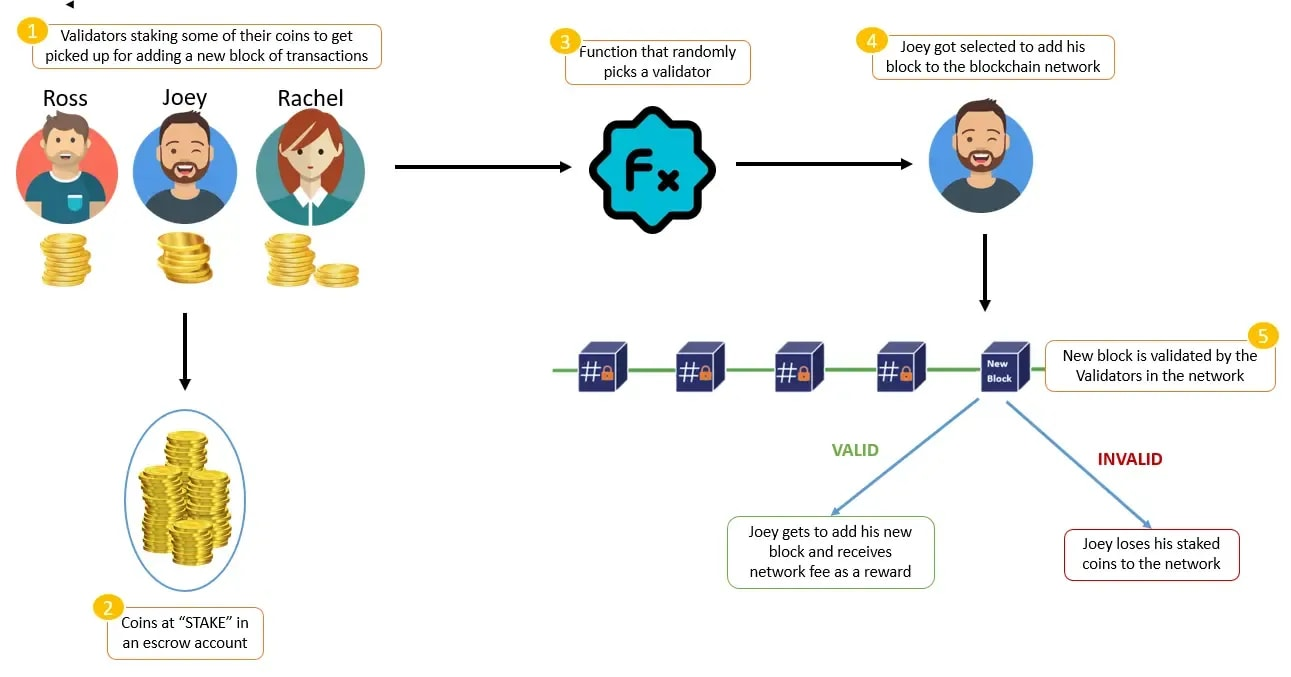 1
Validators staking some of their coins to get
picked up for adding a new block of transactions
Ross
Joey
Rachel
2
Coins at “STAKE” in
an escrow account
3
Function that randomly
picks a validator
Fx
4
Joey got selected to add his
block to the blockchain network
#
#
#
#
New
Block
5
New block is validated by the
Validators in the network
VALID
INVALID
Joey gets to add his new
block and receives
network fee as a reward
Joey loses his staked
coins to the network